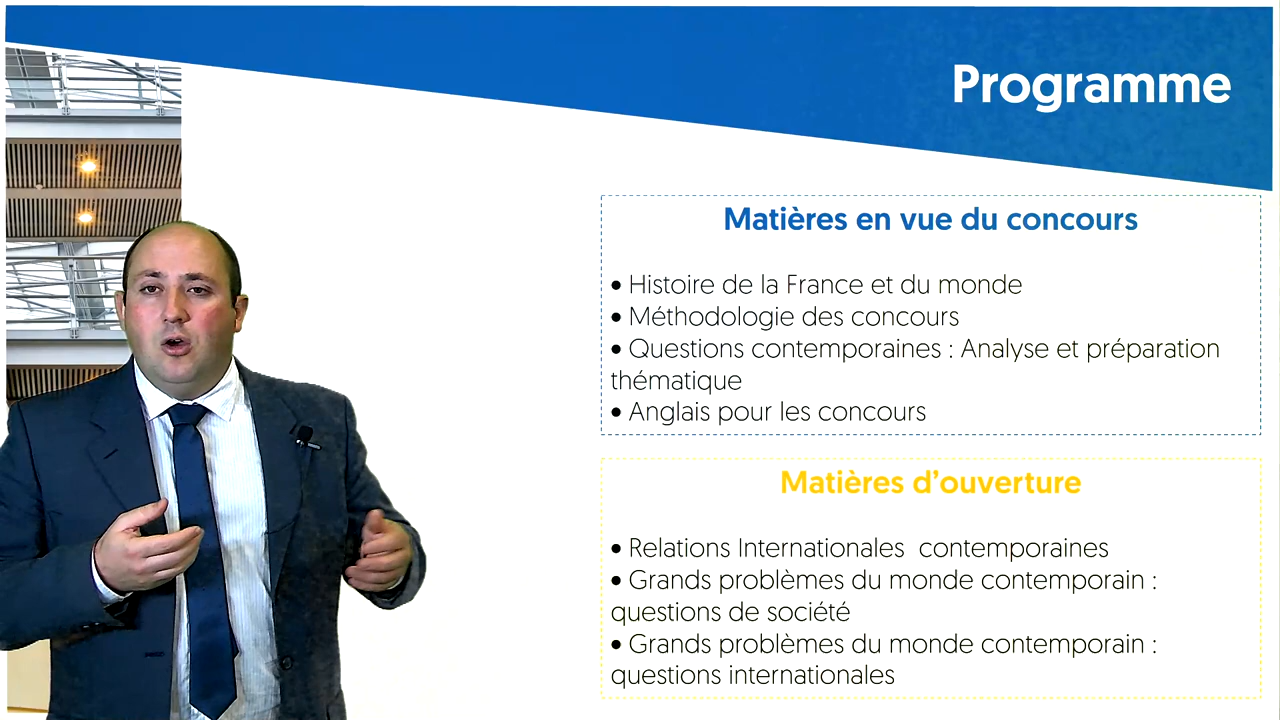 Programme
Matières en vue du concours
• Histoire de la France et du monde
• Méthodologie des concours
• Questions contemporaines : Analyse et préparation
thématique
• Anglais pour les concours
Matières d’ouverture
• Relations Internationales  contemporaines
• Grands problèmes du monde contemporain :
questions de société
• Grands problèmes du monde contemporain :
questions internationales